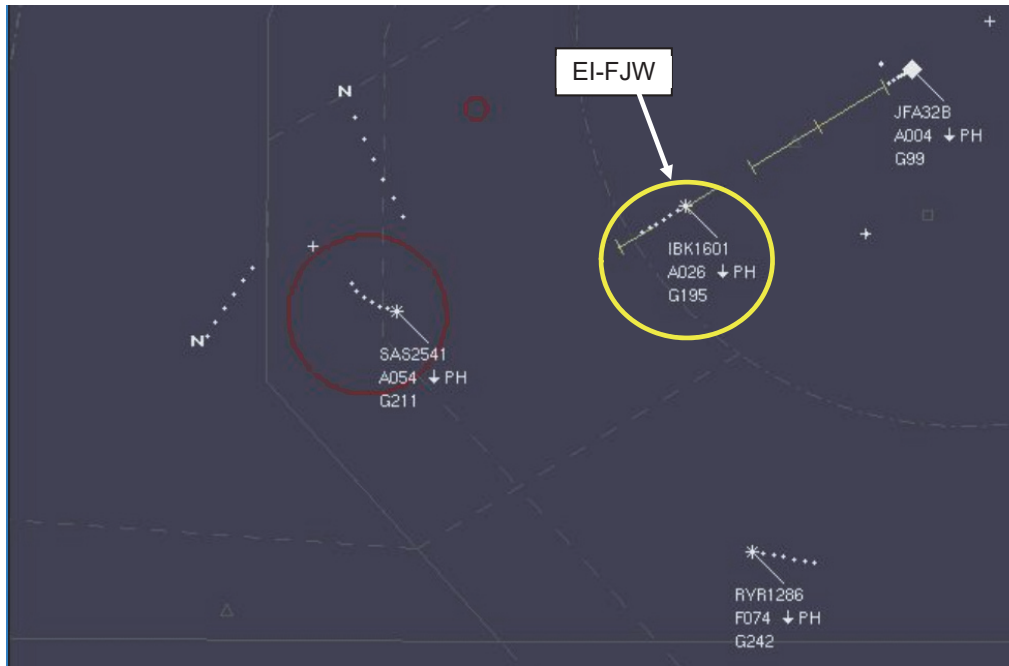 EI-FJW
N
JFA32B
A004 ↓ PH
G99
IBK1601
A026 ↓ PH
G195
N
SAS2541
A054 ↓ PH
G211
RYR1286
F074 ↓ PH
G242